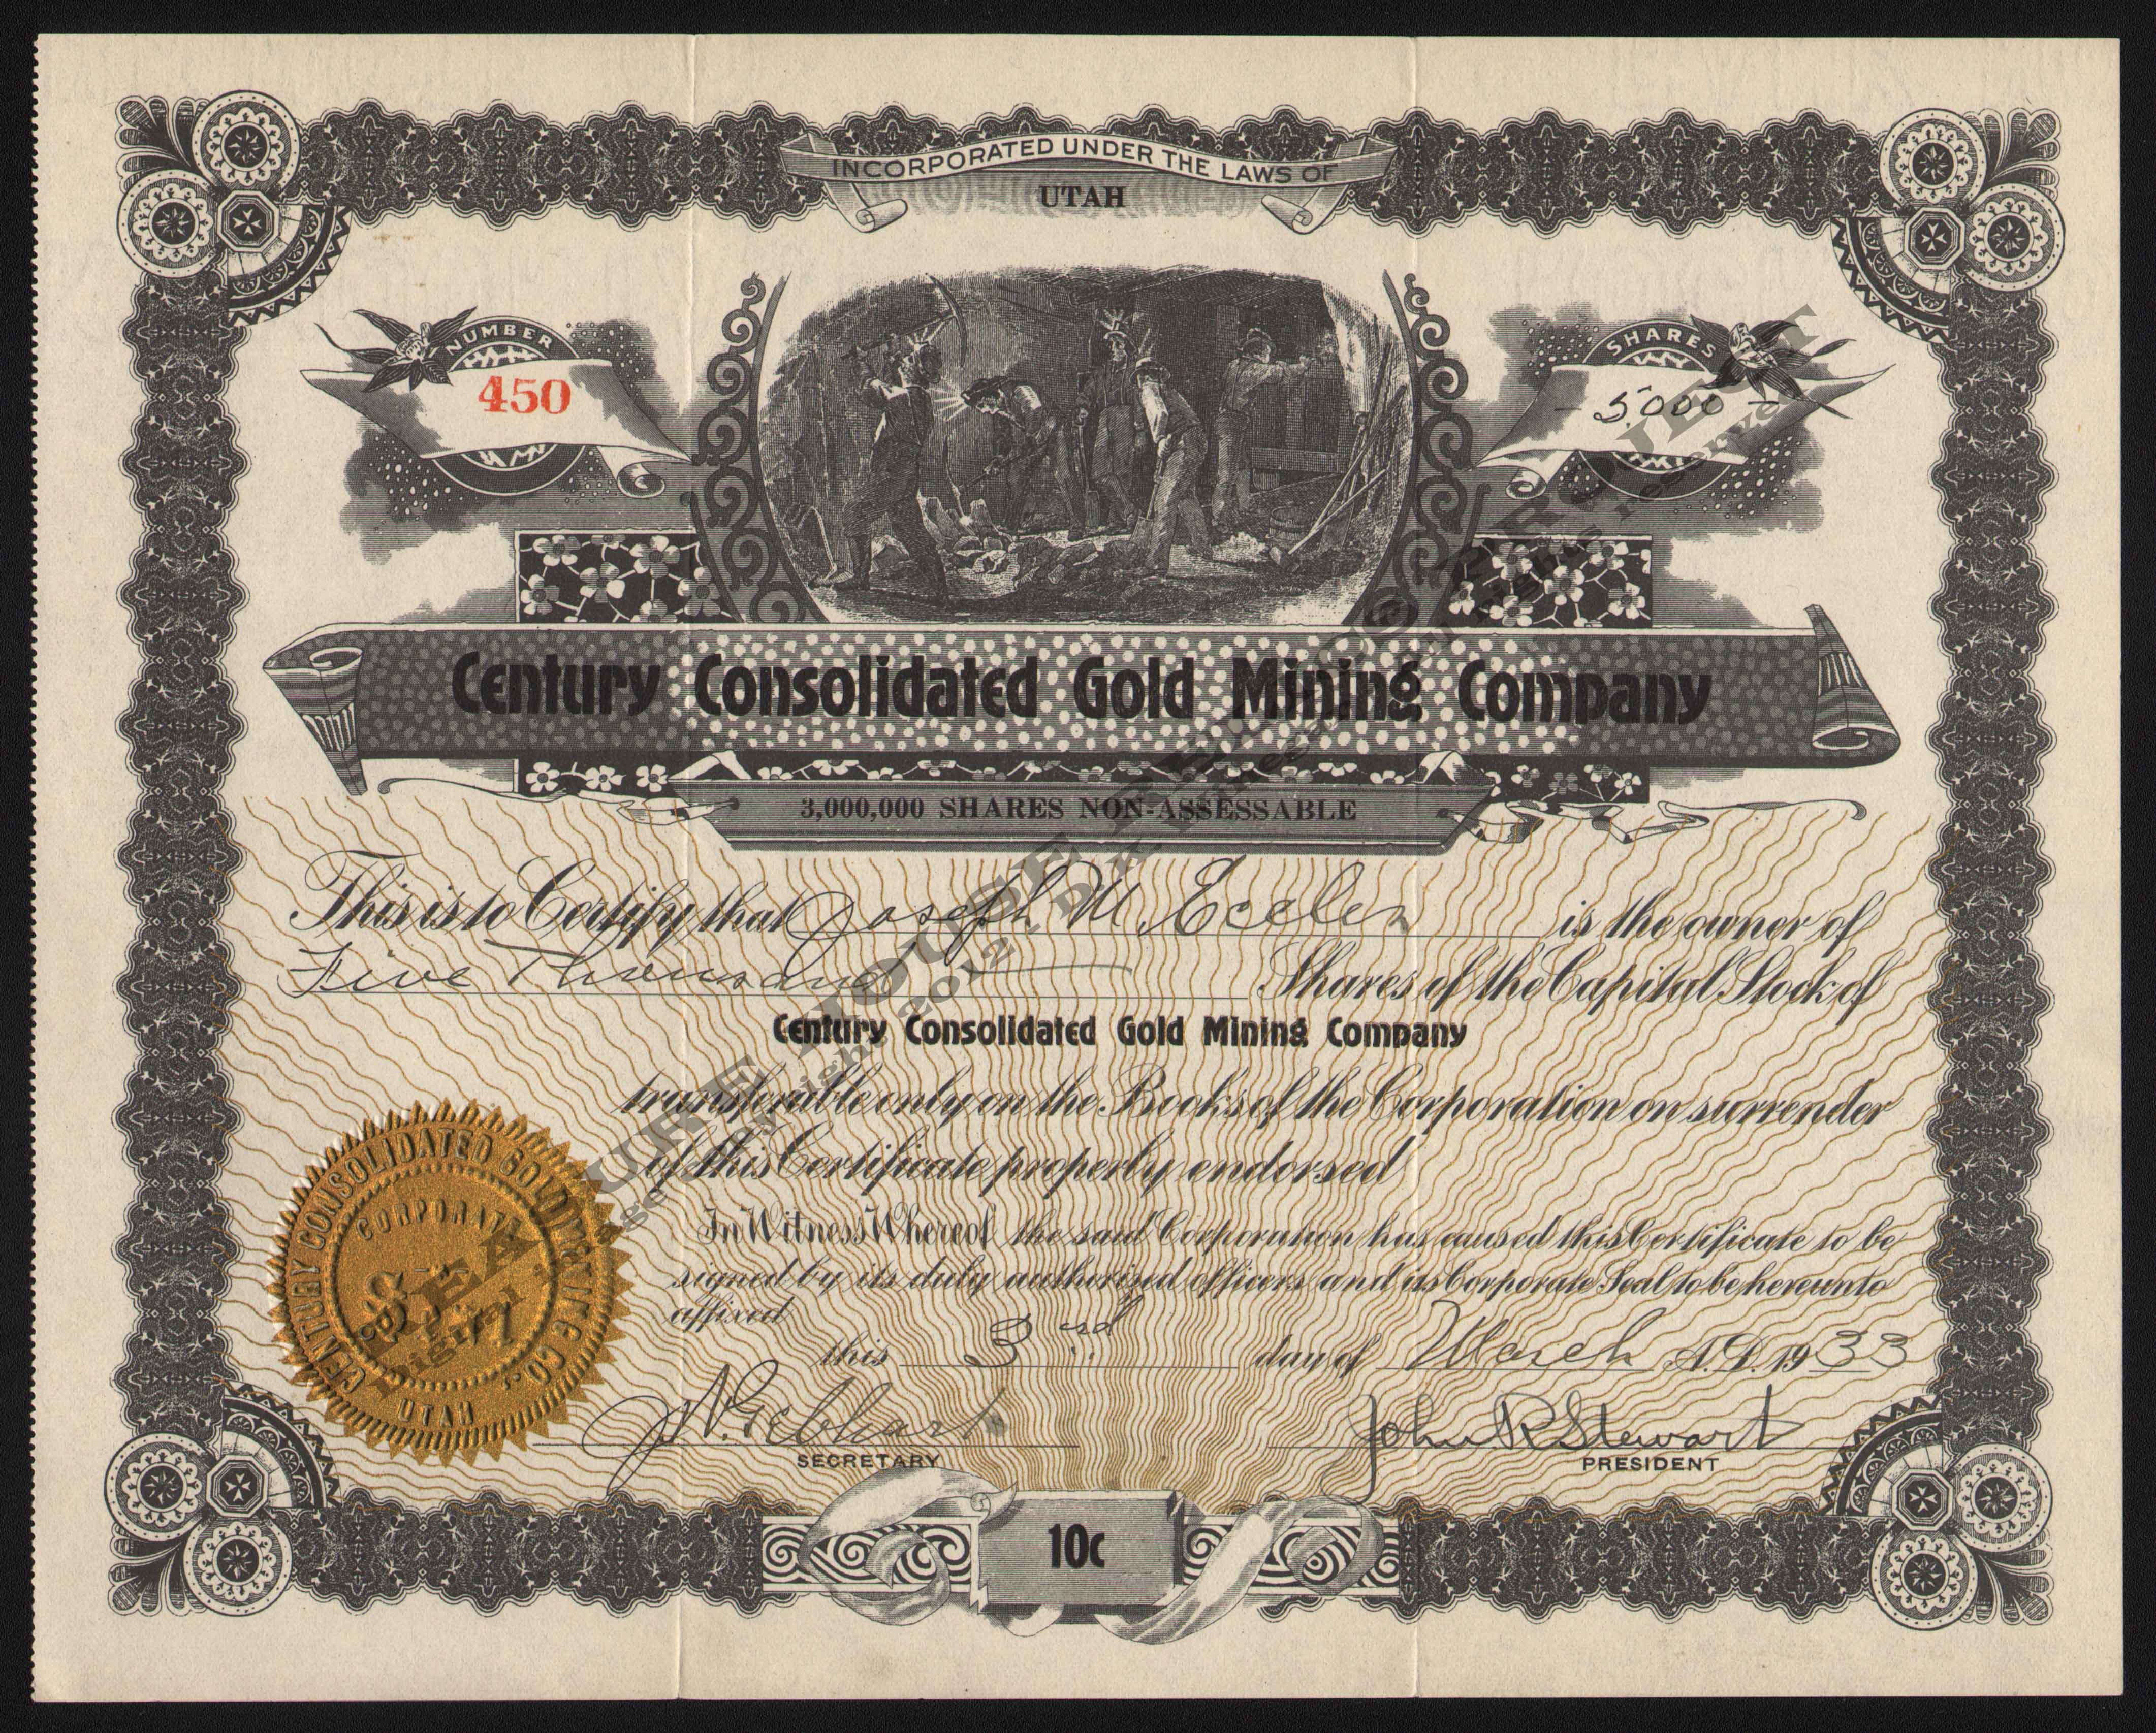 INCORPORATED UNDER THE LAWS OF
UTAH
NUMBER
450
SHARES
- 5000 -
Century Consolidated Gold Mining Company
3,000,000 SHARES NON-ASSESSABLE
This is to Certify that Joseph M. Eccles is the owner of
Five Thousand Shares of the Capital Stock of
Century Consolidated Gold Mining Company
transferable only on the Books of the Corporation on surrender
of this Certificate properly endorsed
In Witness Whereof the said Corporation has caused this Certificate to be
signed by its duly authorized officers and its Corporate Seal to be hereunto
affixed
this 3rd day of March A.D. 1933
J N. Gebhart
SECRETARY
John R Stewart
PRESIDENT
CENTURY CONSOLIDATED GOLD MINING CO.
CORPORATE
UTAH
10c
HOUSE
PROJECT
Digital